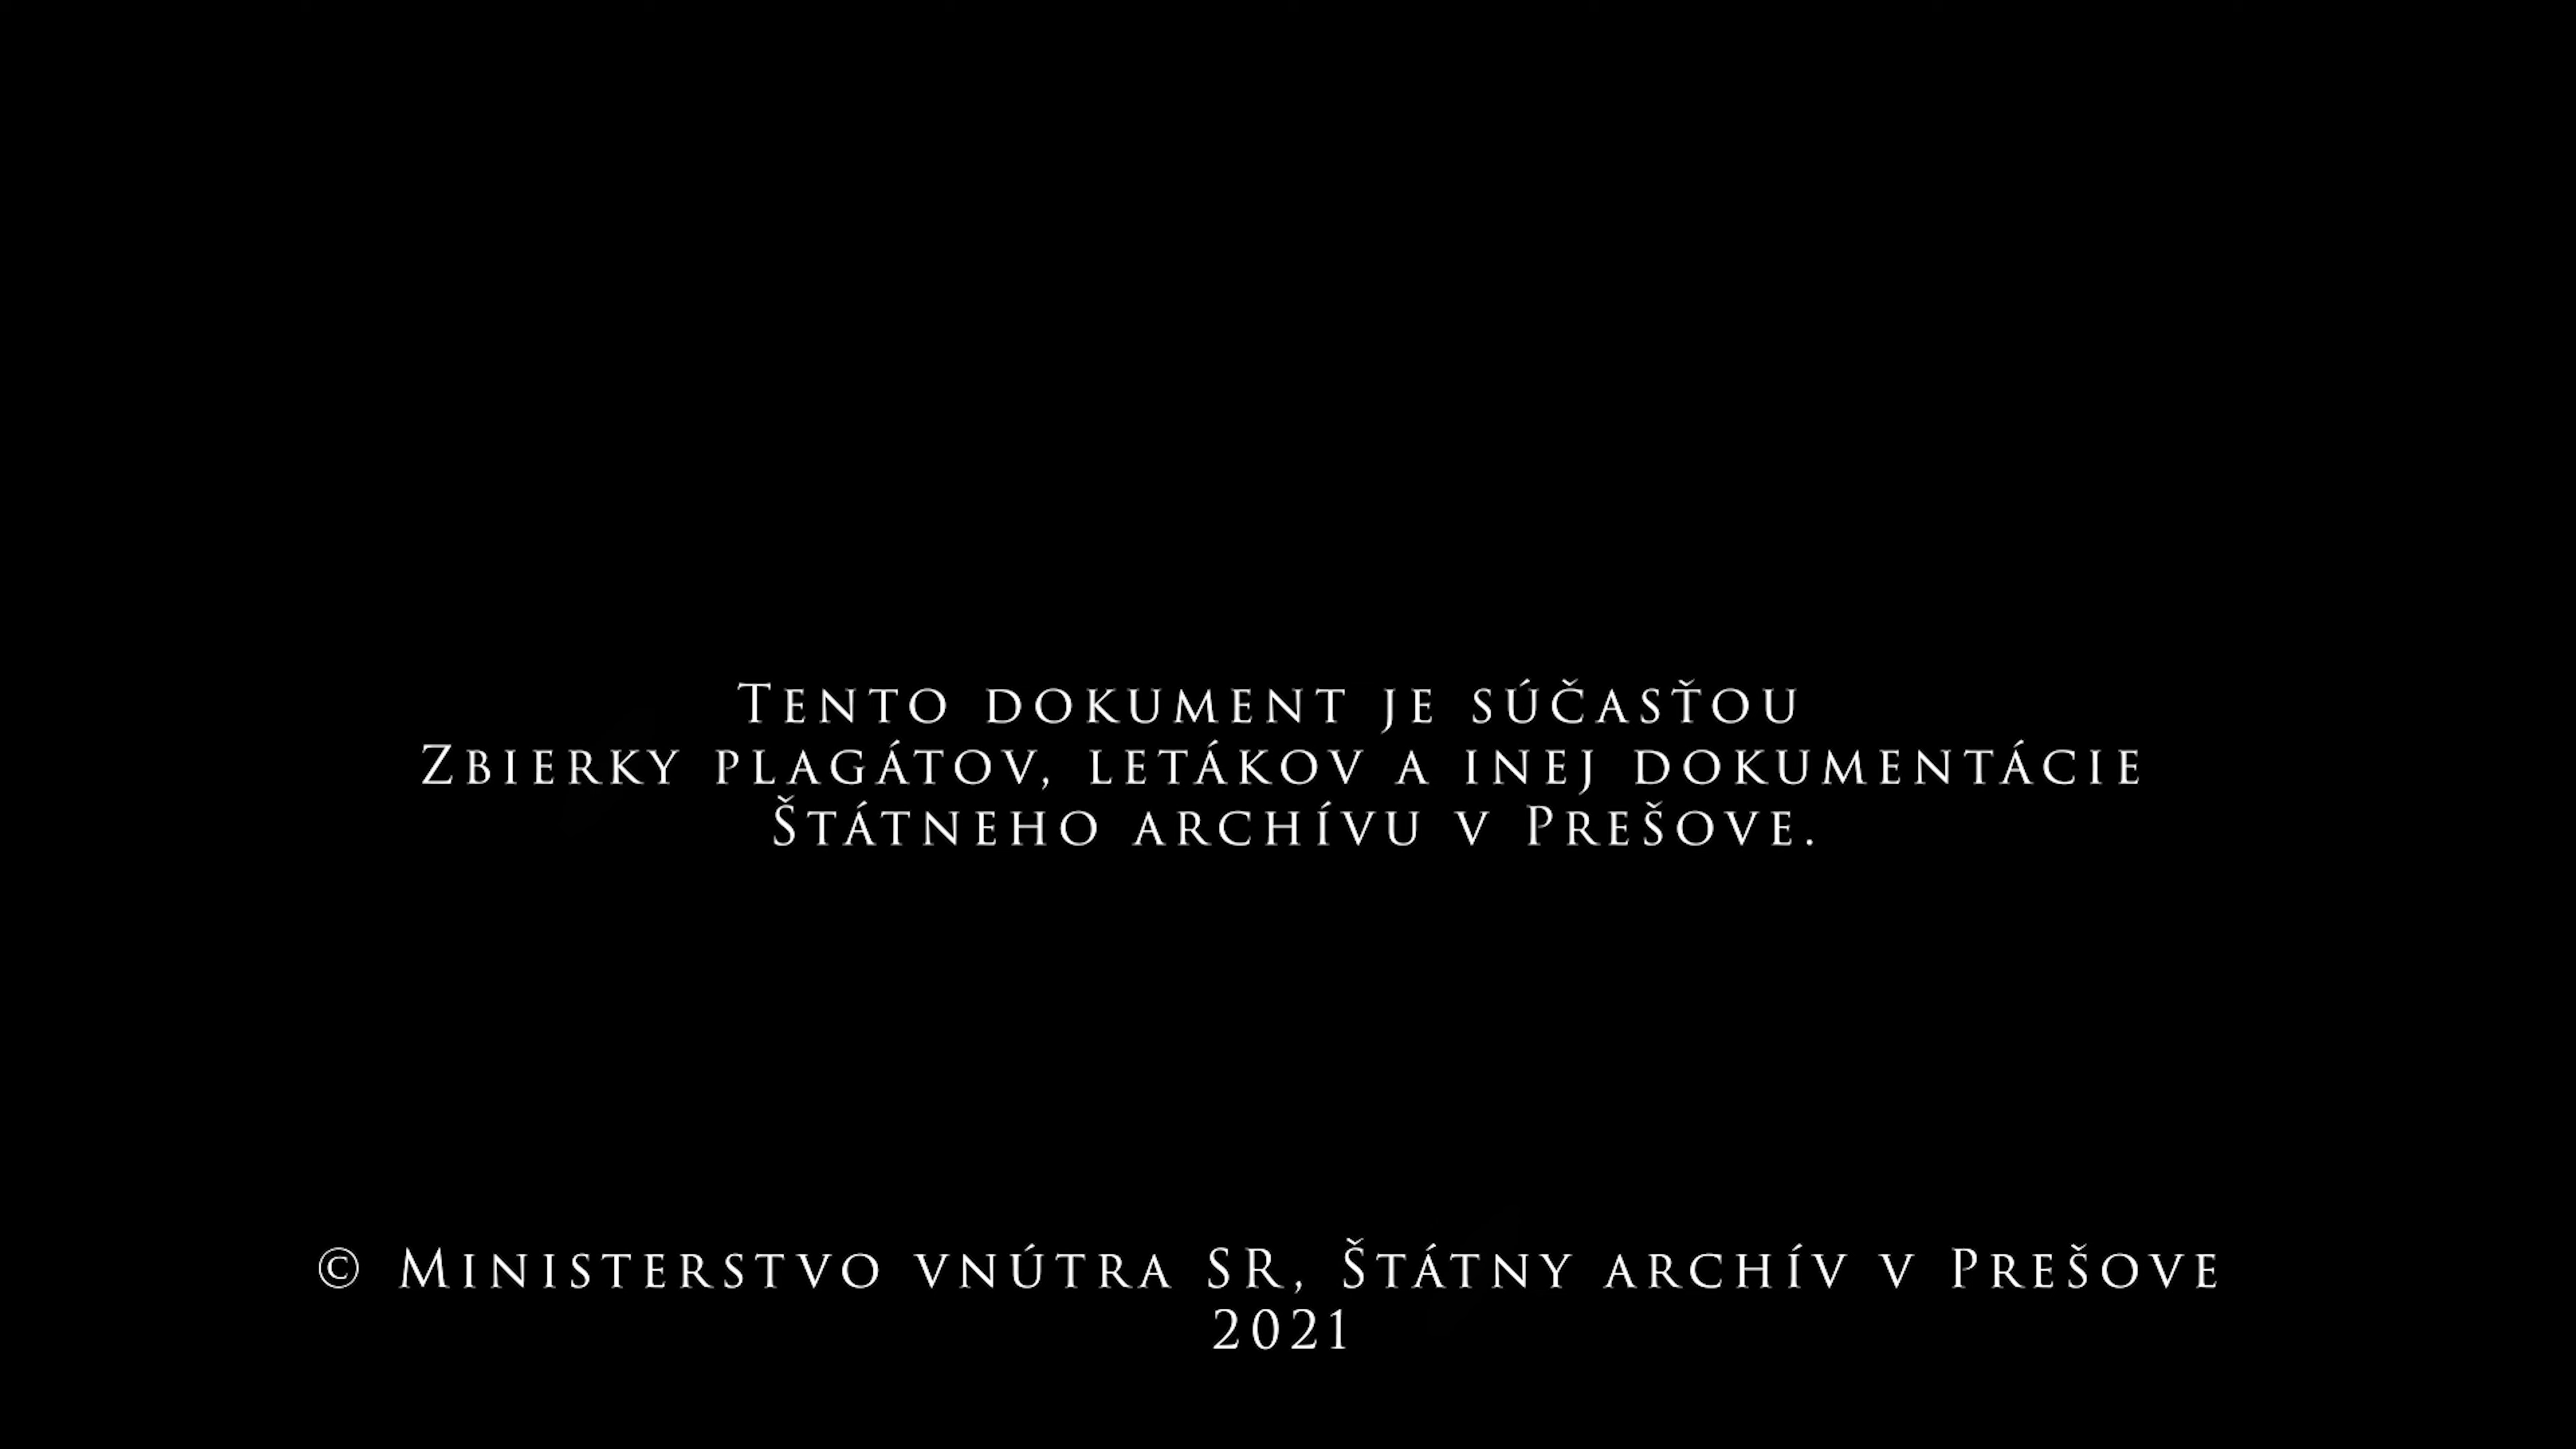 Tento dokument je súčasťou
Zbierky plagátov, letákov a inej dokumentácie
Štátneho archívu v Prešove.
© Ministerstvo vnútra SR, Štátny archív v Prešove
2021